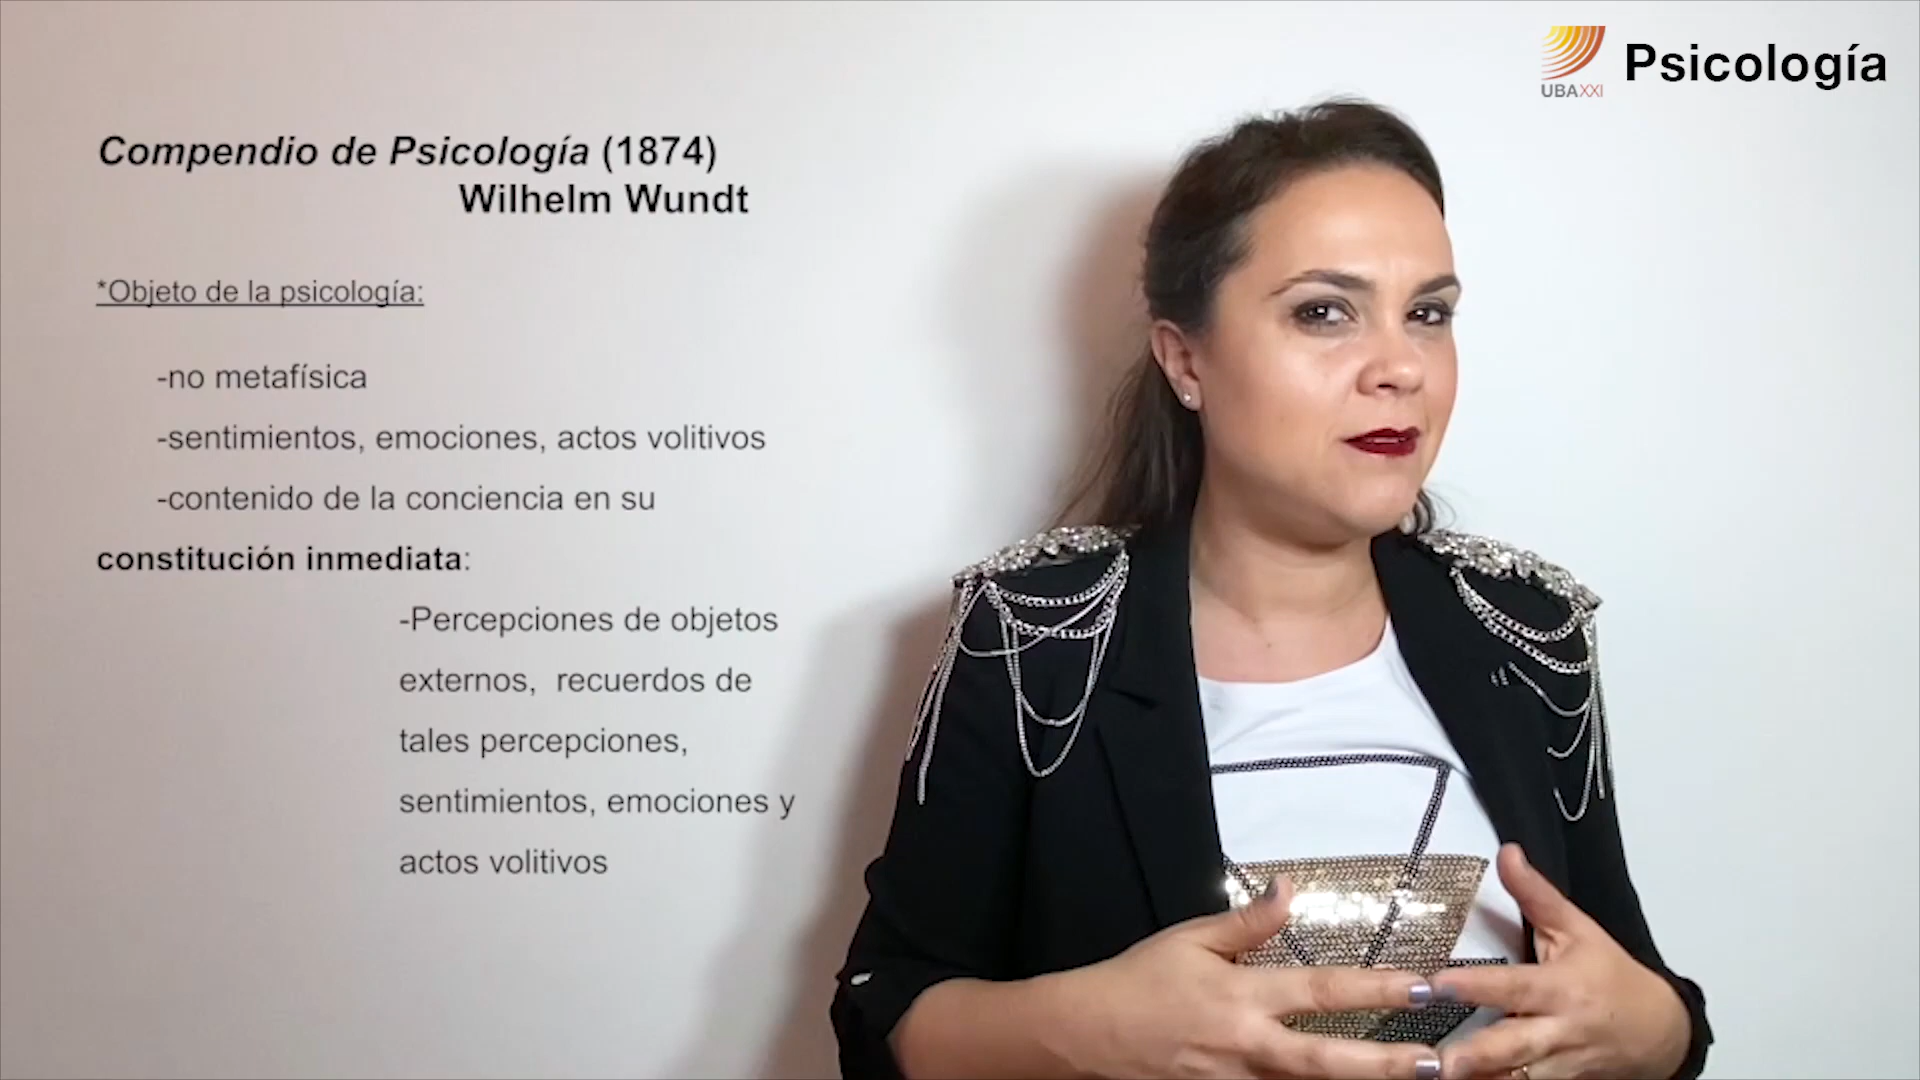 UBAXXI
Psicología
Compendio de Psicología (1874)
Wilhelm Wundt
*Objeto de la psicología:
-no metafísica
-sentimientos, emociones, actos volitivos
-contenido de la conciencia en su
constitución inmediata:
-Percepciones de objetos
externos, recuerdos de
tales percepciones,
sentimientos, emociones y
actos volitivos